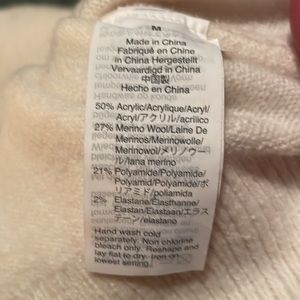 M
Made in China
Fabriqué en Chine
in China Hergestellt
Vervaardigd in China
中国製
Hecho en China
50% Acrylic/Acrylique/Acryl/
Acryl/アクリル/acrilico
27% Merino Wool/Laine De
Merinos/Merinowolle/
Merinowol/メリノウー
ル/lana merino
21% Polyamide/Polyamide/
Polyamid/Polyamide/ポ
リアミド/poliamida
2% Elastane/Elasthanne/
Elastan/Elastaan/エラス
テーン/elastano
Hand wash cold
separately. Non chlorine
bleach only. Reshape and
lay flat to dry. Iron on
lowest setting.